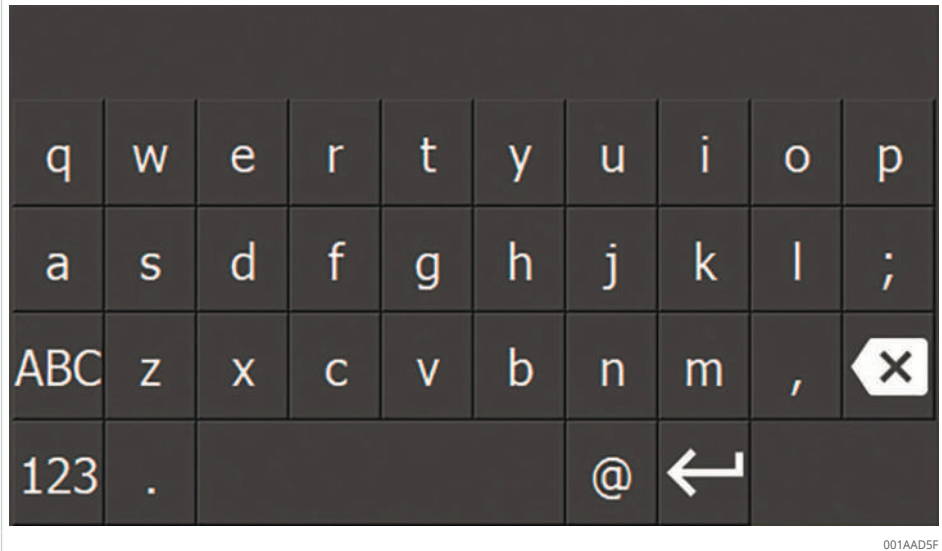 q w e r t y u i o p
a s d f g h j k l ;
ABC z x c v b n m ,
123 . @
001AAD5F